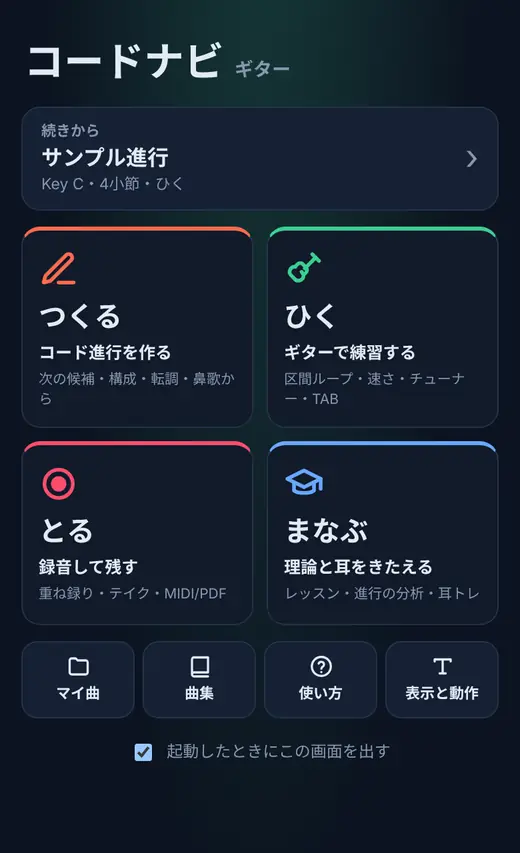 コードナビ ギター
続きから
サンプル進行
Key C・4小節・ひく
つくる
コード進行を作る
次の候補・構成・転調・鼻歌か
ら
ひく
ギターで練習する
区間ループ・速さ・チューナ
ー・TAB
とる
録音して残す
重ね録り・テイク・MIDI/PDF
まなぶ
理論と耳をきたえる
レッスン・進行の分析・耳トレ
マイ曲
曲集
使い方
表示と動作
起動したときにこの画面を出す